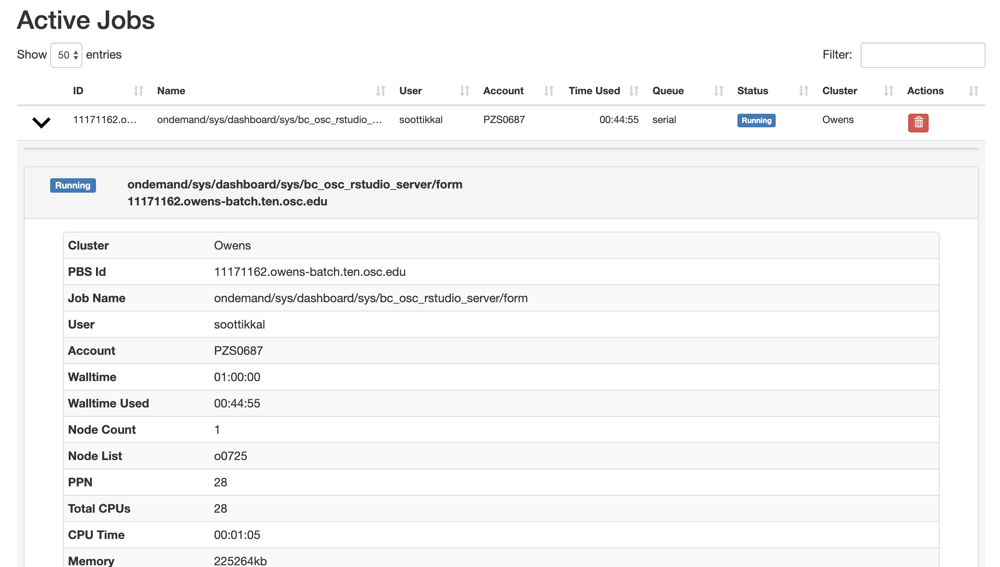 Active Jobs
Show 50 entries Filter:
ID Name User Account Time Used Queue Status Cluster Actions
11171162.o... ondemand/sys/dashboard/sys/bc_osc_rstudio_... soottikkal PZS0687 00:44:55 serial Running Owens
Running ondemand/sys/dashboard/sys/bc_osc_rstudio_server/form
11171162.owens-batch.ten.osc.edu
Cluster Owens
PBS Id 11171162.owens-batch.ten.osc.edu
Job Name ondemand/sys/dashboard/sys/bc_osc_rstudio_server/form
User soottikkal
Account PZS0687
Walltime 01:00:00
Walltime Used 00:44:55
Node Count 1
Node List o0725
PPN 28
Total CPUs 28
CPU Time 00:01:05
Memory 225264kb